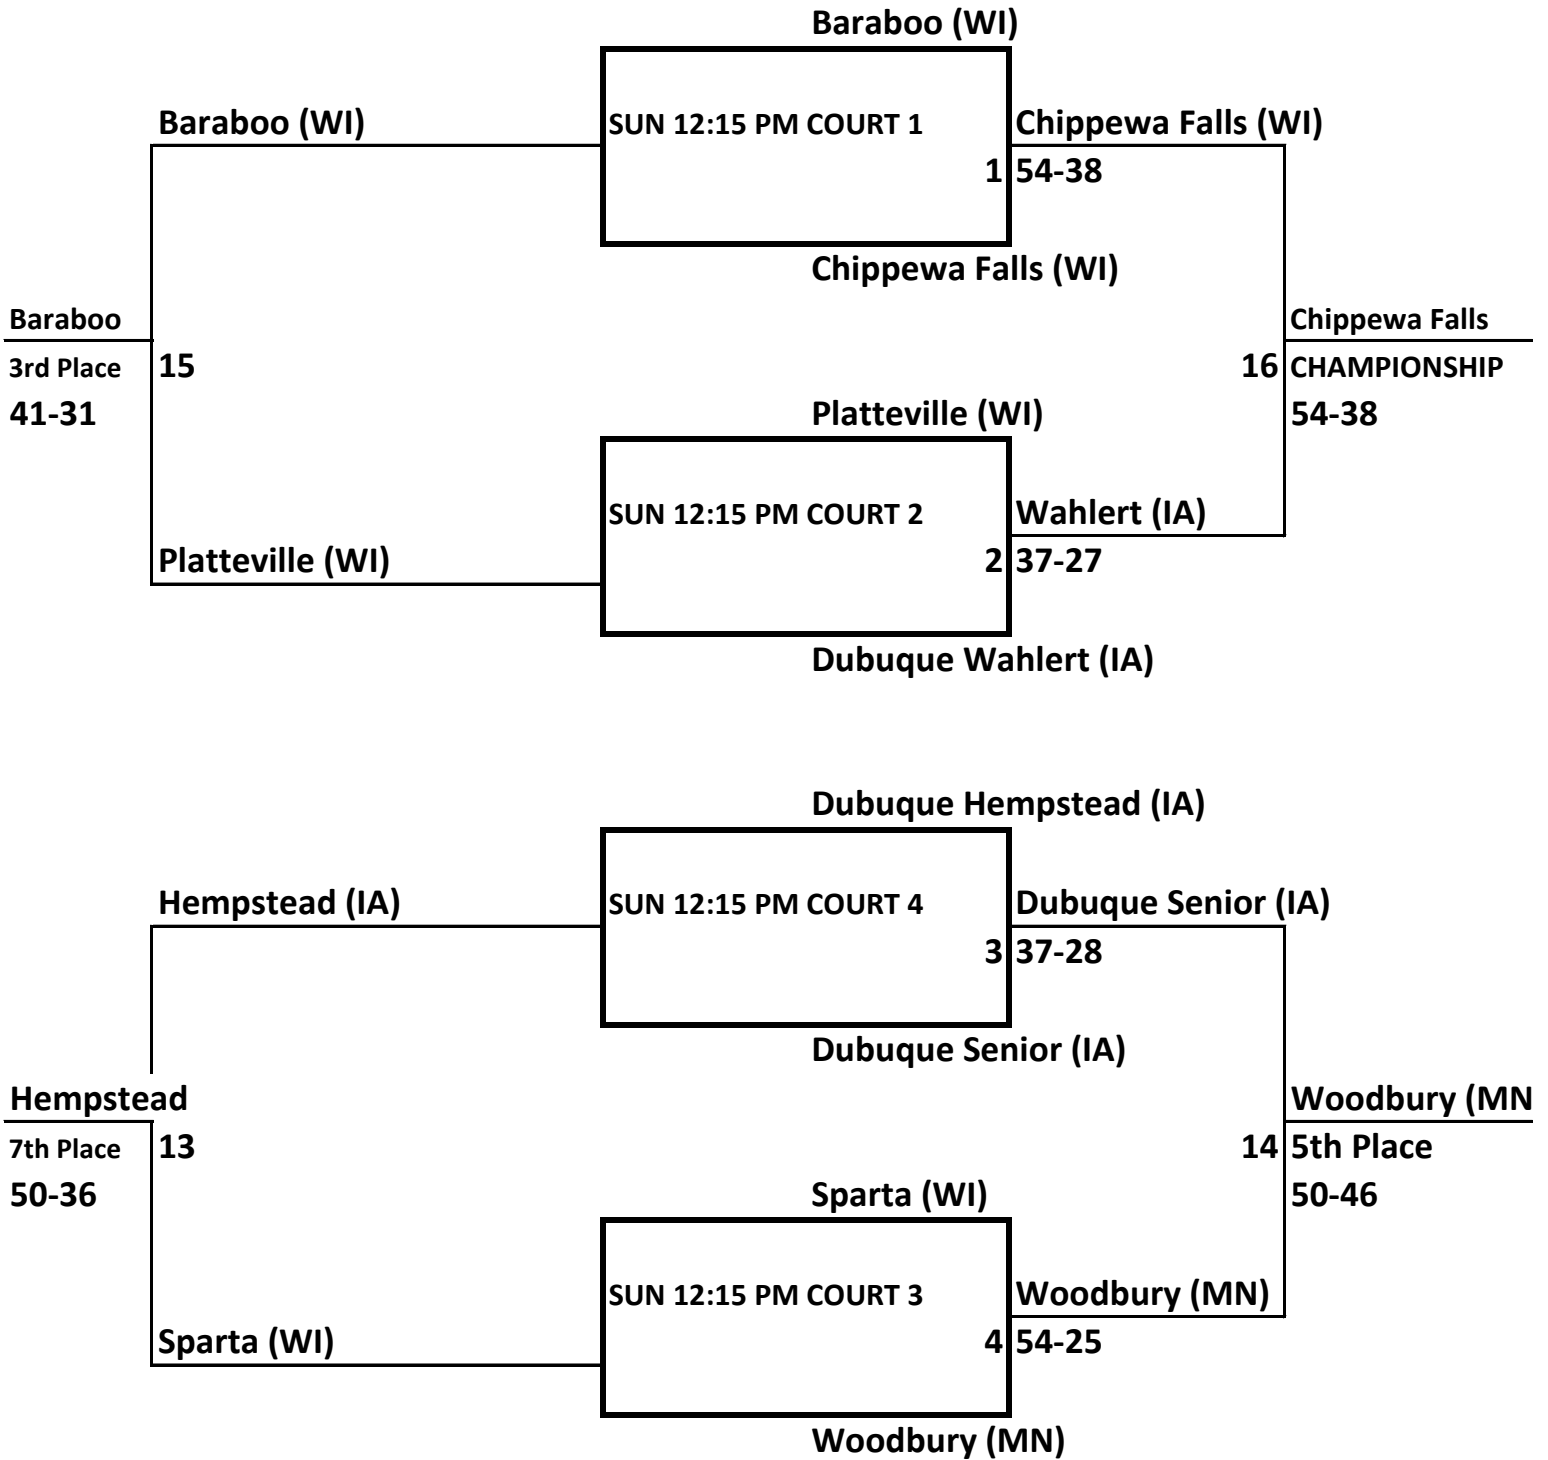 Baraboo (WI)
Baraboo (WI)
SUN 12:15 PM COURT 1
Chippewa Falls (WI)
1
54-38
Chippewa Falls (WI)
Baraboo
Chippewa Falls
3rd Place
15
16
CHAMPIONSHIP
41-31
Platteville (WI)
54-38
SUN 12:15 PM COURT 2
Wahlert (IA)
Platteville (WI)
2
37-27
Dubuque Wahlert (IA)
Dubuque Hempstead (IA)
Hempstead (IA)
SUN 12:15 PM COURT 4
Dubuque Senior (IA)
3
37-28
Dubuque Senior (IA)
Hempstead
Woodbury (MN
7th Place
13
14
5th Place
50-36
Sparta (WI)
50-46
SUN 12:15 PM COURT 3
Woodbury (MN)
Sparta (WI)
4
54-25
Woodbury (MN)